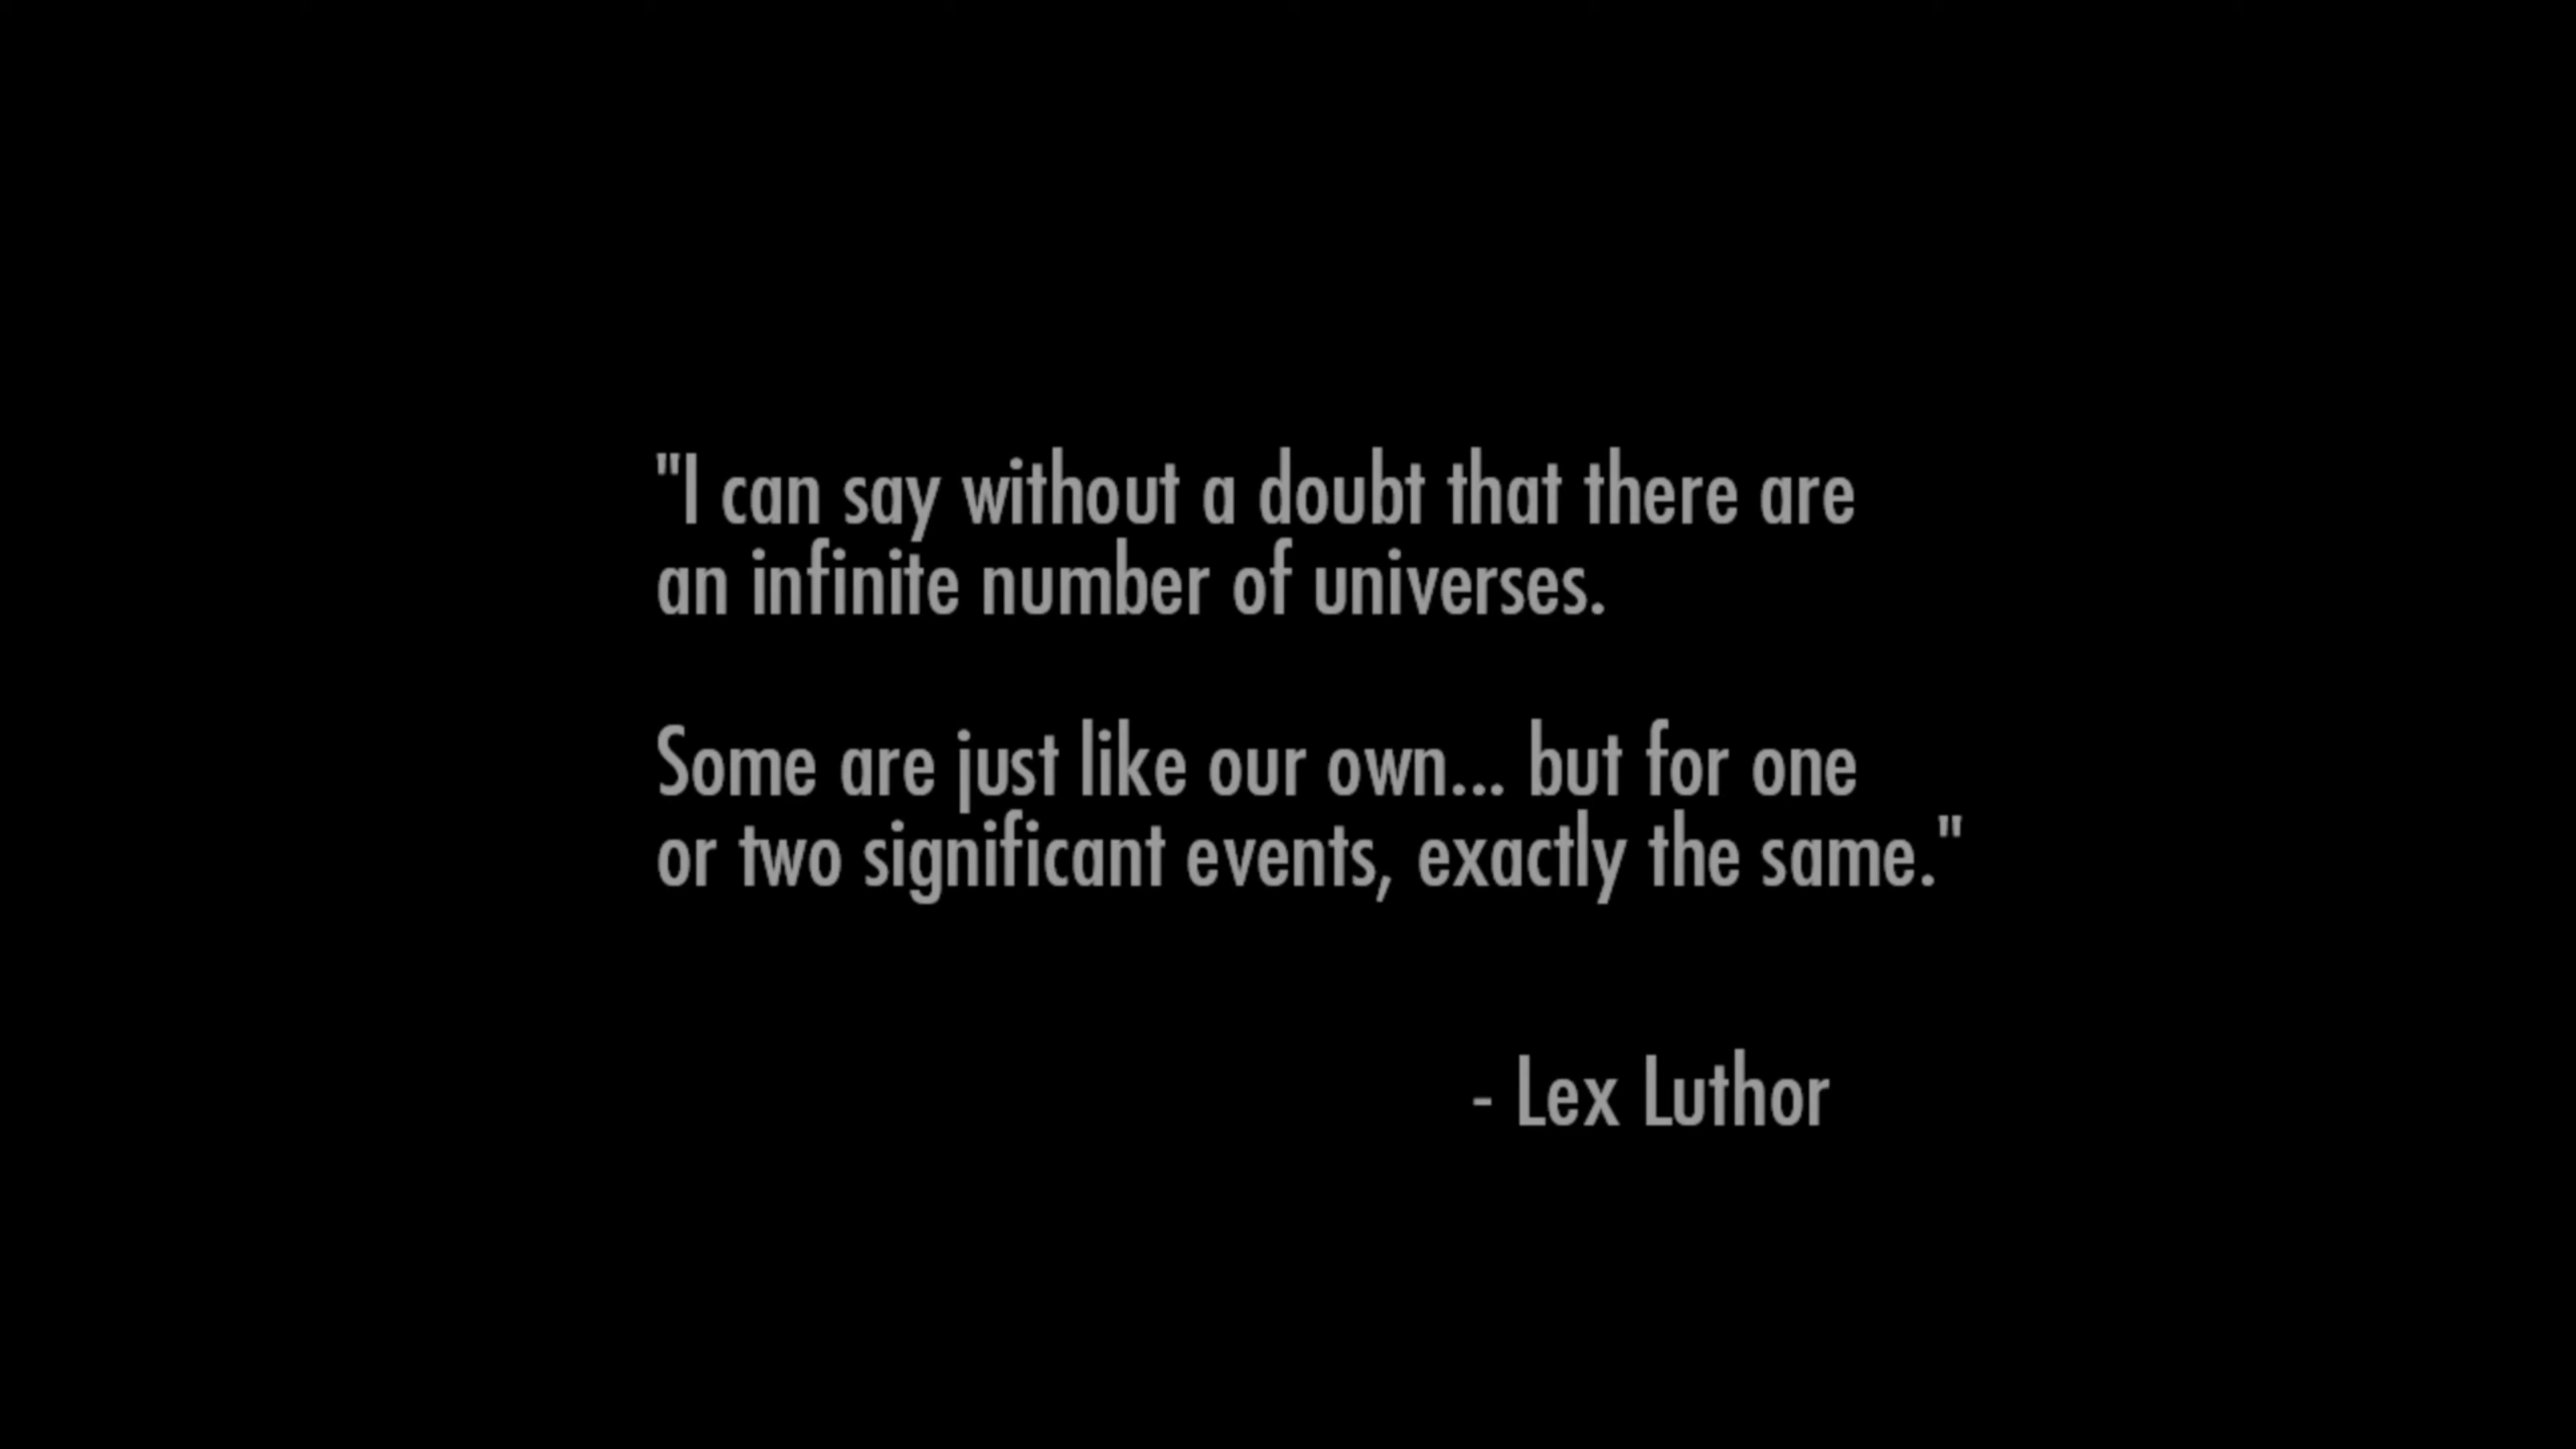 "I can say without a doubt that there are
an infinite number of universes.
Some are just like our own... but for one
or two significant events, exactly the same."
- Lex Luthor